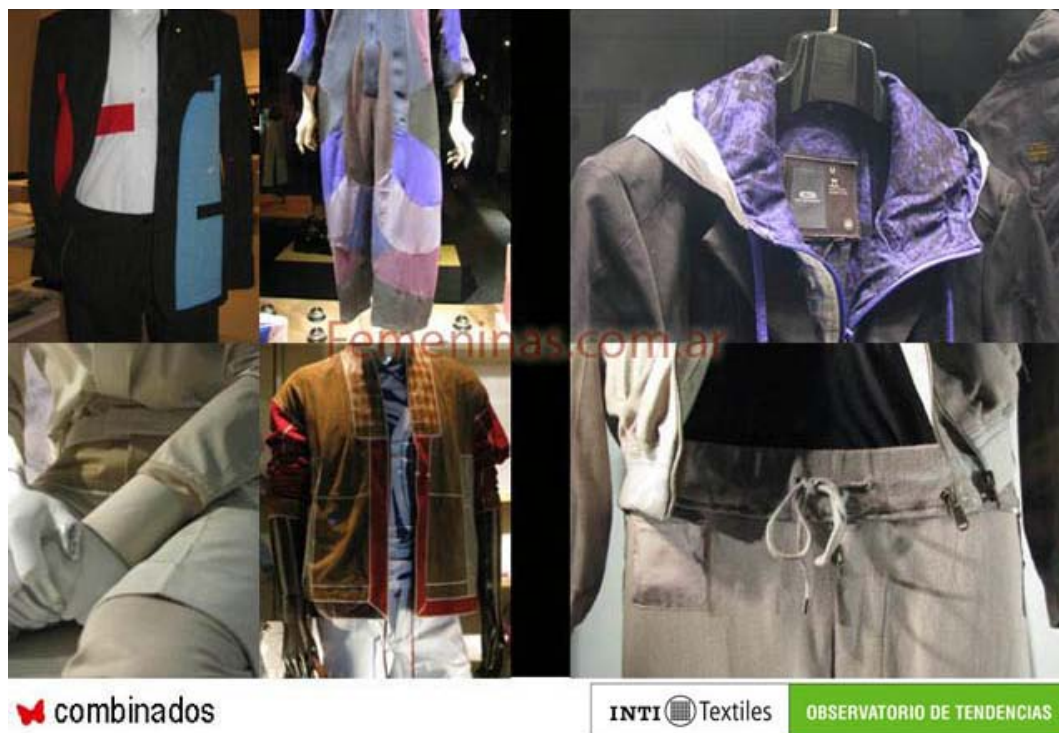 Femeninas.com.ar
combinados
INTI Textiles
OBSERVATORIO DE TENDENCIAS